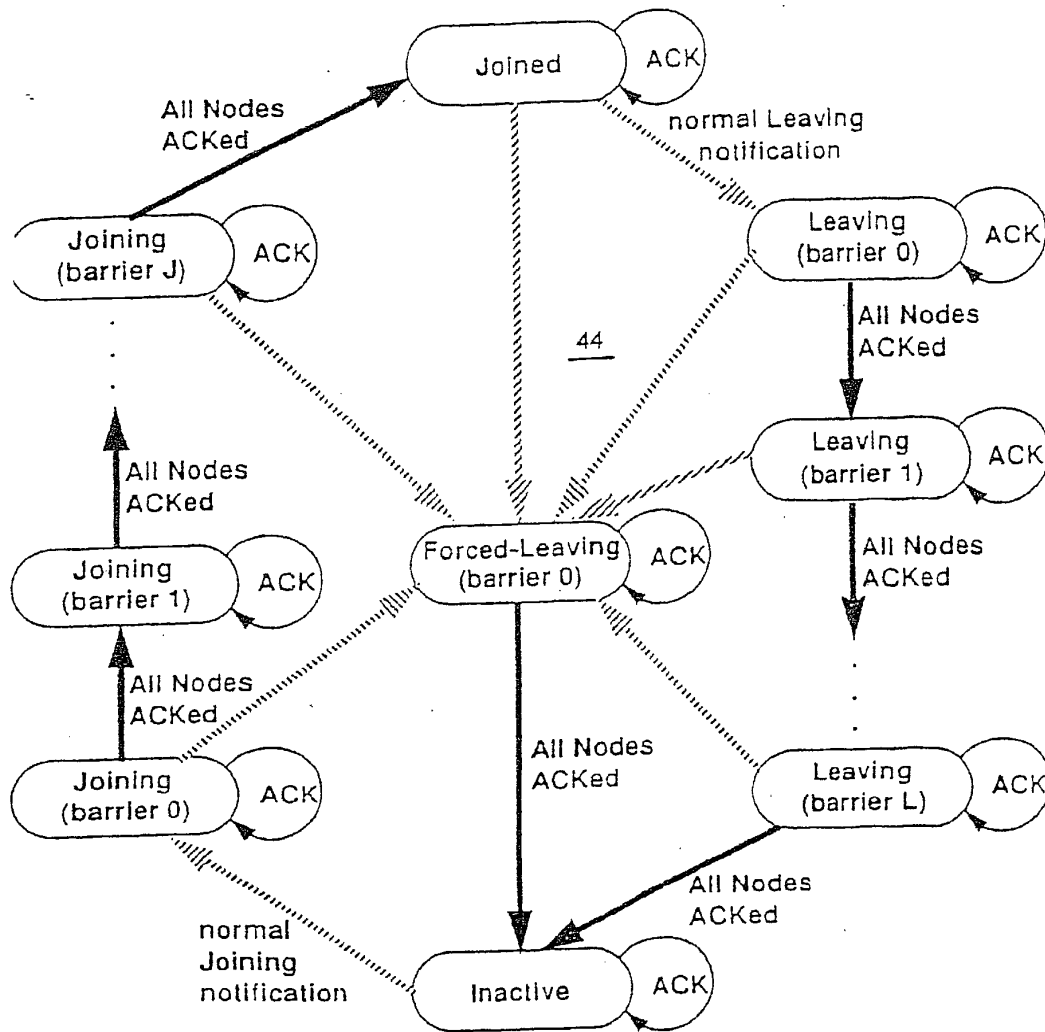 Joined
ACK
All Nodes
ACKed
normal Leaving
notification
Joining
(barrier J)
ACK
Leaving
(barrier 0)
ACK
44
All Nodes
ACKed
All Nodes
ACKed
Leaving
(barrier 1)
ACK
Forced-Leaving
(barrier 0)
ACK
Joining
(barrier 1)
ACK
All Nodes
ACKed
All Nodes
ACKed
All Nodes
ACKed
Joining
(barrier 0)
ACK
Leaving
(barrier L)
ACK
All Nodes
ACKed
normal
Joining
notification
Inactive
ACK